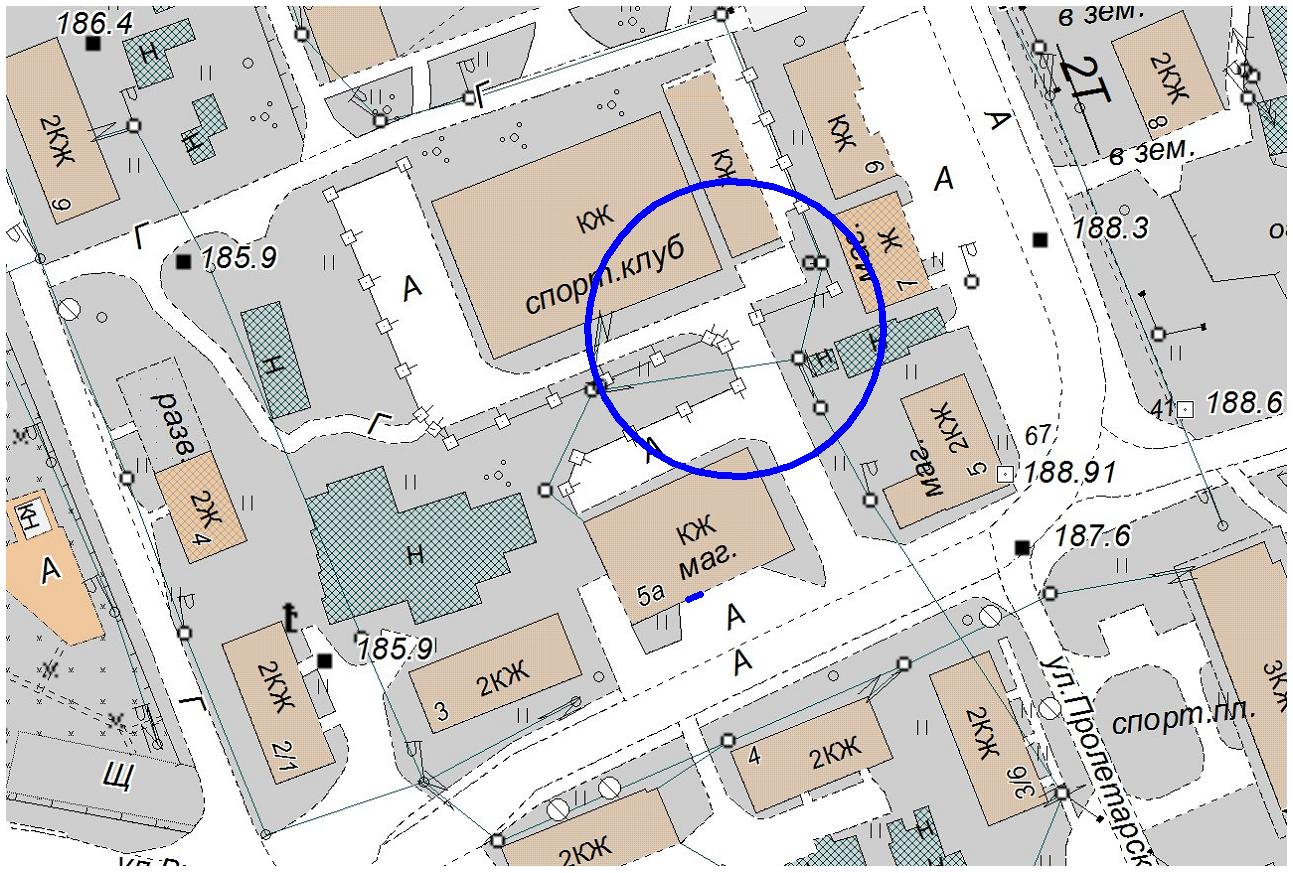 186.4
Н
Н
2КЖ
9
Г
Г
185.9
КЖ
спорт.клуб
КЖ
А
Н
КЖ
9
Ж
маг.
7
А
А
2Т
в зем.
в зем.
2КЖ
8
188.3
Н
Н
разв.
Г
2Ж
4
Н
А
КЖ
маг.
5а
2КЖ
маг.
5
67
41
188.6
188.91
187.6
КН
А
185.9
2КЖ
2/1
2КЖ
3
А
А
Г
Щ
4
2КЖ
2КЖ
3/6
ул.Пролетарск
спорт.пл.
3КЖ
2КЖ
Н
Н